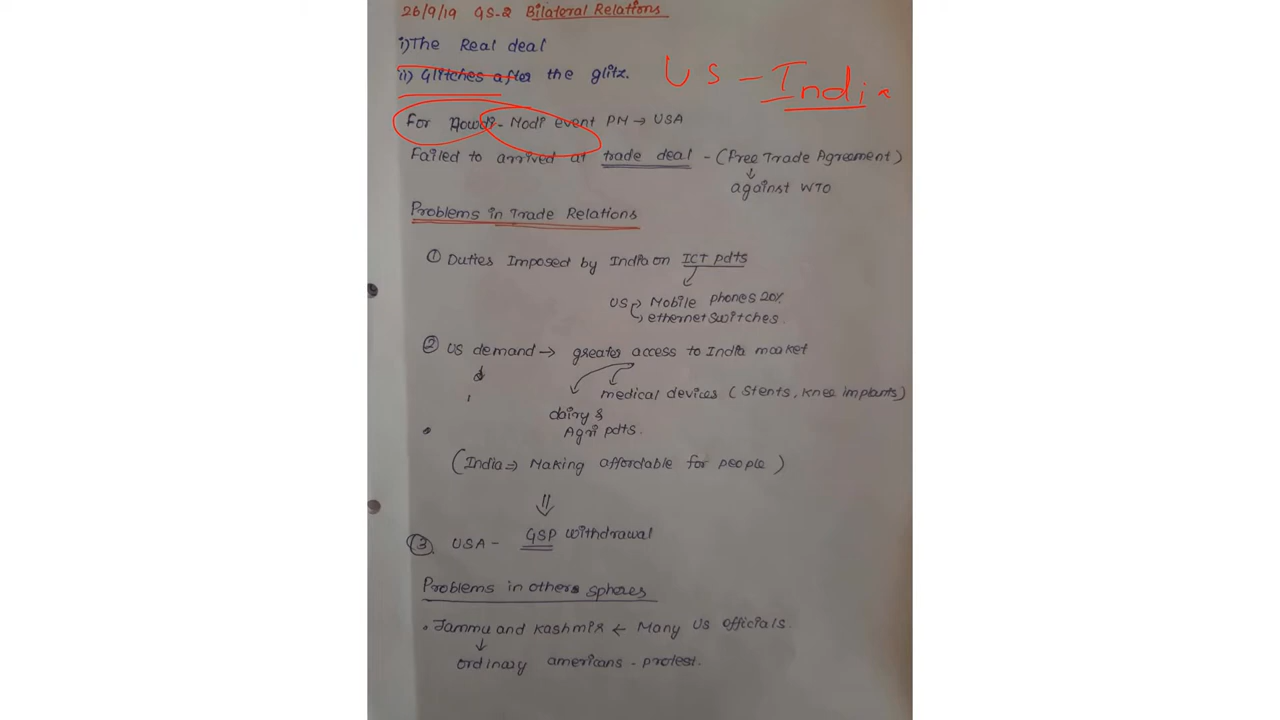 26/9/19 GS-2 Bilateral Relations
i) The Real deal
ii) Glitches after the glitz.
US - India
For Howdi - Modi event PM → USA
Failed to arrived at trade deal - (Free Trade Agreement)
↓
against WTO
Problems in Trade Relations
① Duties Imposed by India on ICT pdts
US → Mobile phones 20%
→ ethernet switches.
② US demand → greater access to India market
medical devices (Stents, knee implants)
dairy &
Agri pdts.
(India ⇒ Making affordable for people)
⇓
③ USA - GSP withdrawal
Problems in others spheres
. Jammu and Kashmir ← Many US officials.
↓
ordinary americans - protest.